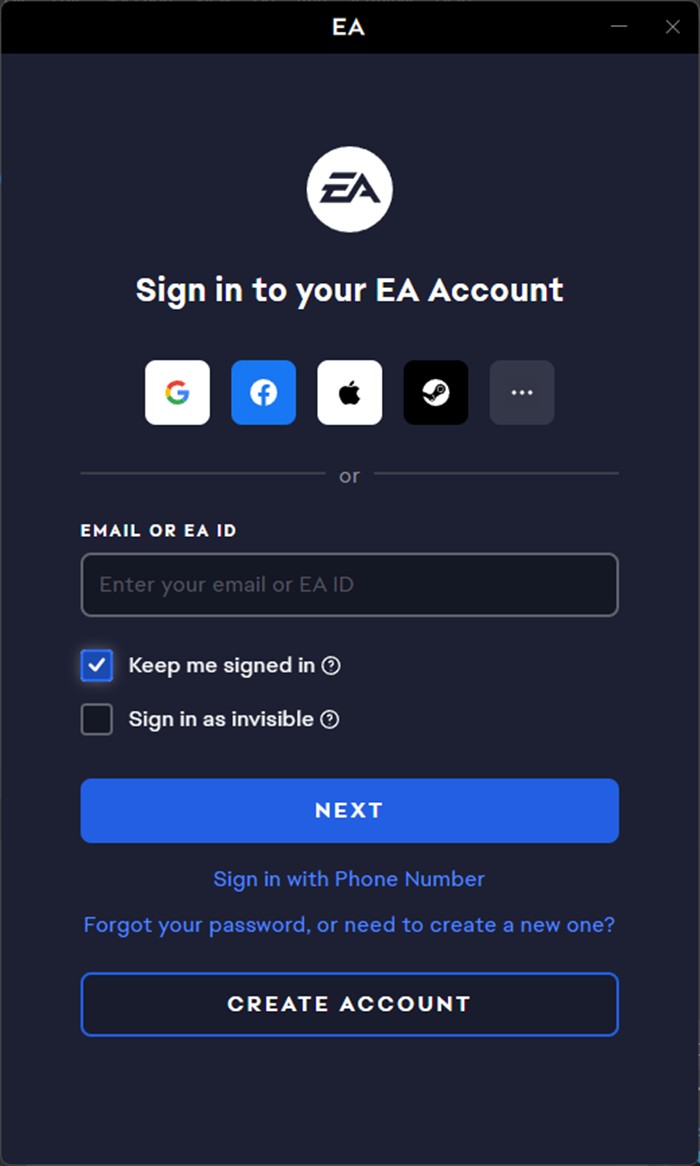 EA
EA
Sign in to your EA Account
or
EMAIL OR EA ID
Enter your email or EA ID
Keep me signed in
Sign in as invisible
NEXT
Sign in with Phone Number
Forgot your password, or need to create a new one?
CREATE ACCOUNT